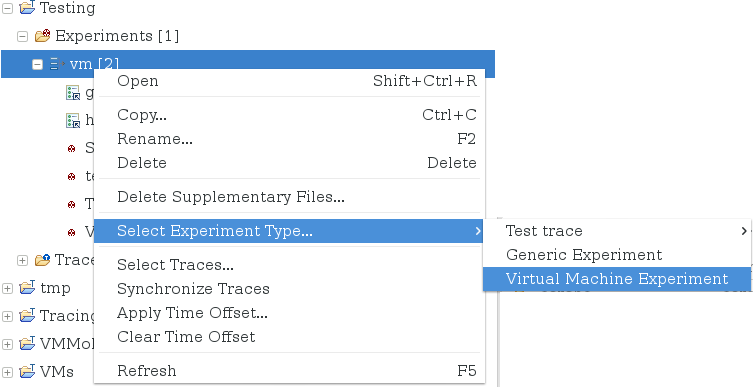 Testing
Experiments [1]
vm [2]
Open Shift+Ctrl+R
g
Copy... Ctrl+C
h
Rename... F2
S
Delete Delete
te
Delete Supplementary Files...
T
Select Experiment Type... Test trace
V
Generic Experiment
Trace
Select Traces...
Virtual Machine Experiment
tmp
Synchronize Traces
Tracing
Apply Time Offset...
VMMo
Clear Time Offset
VMs
Refresh F5